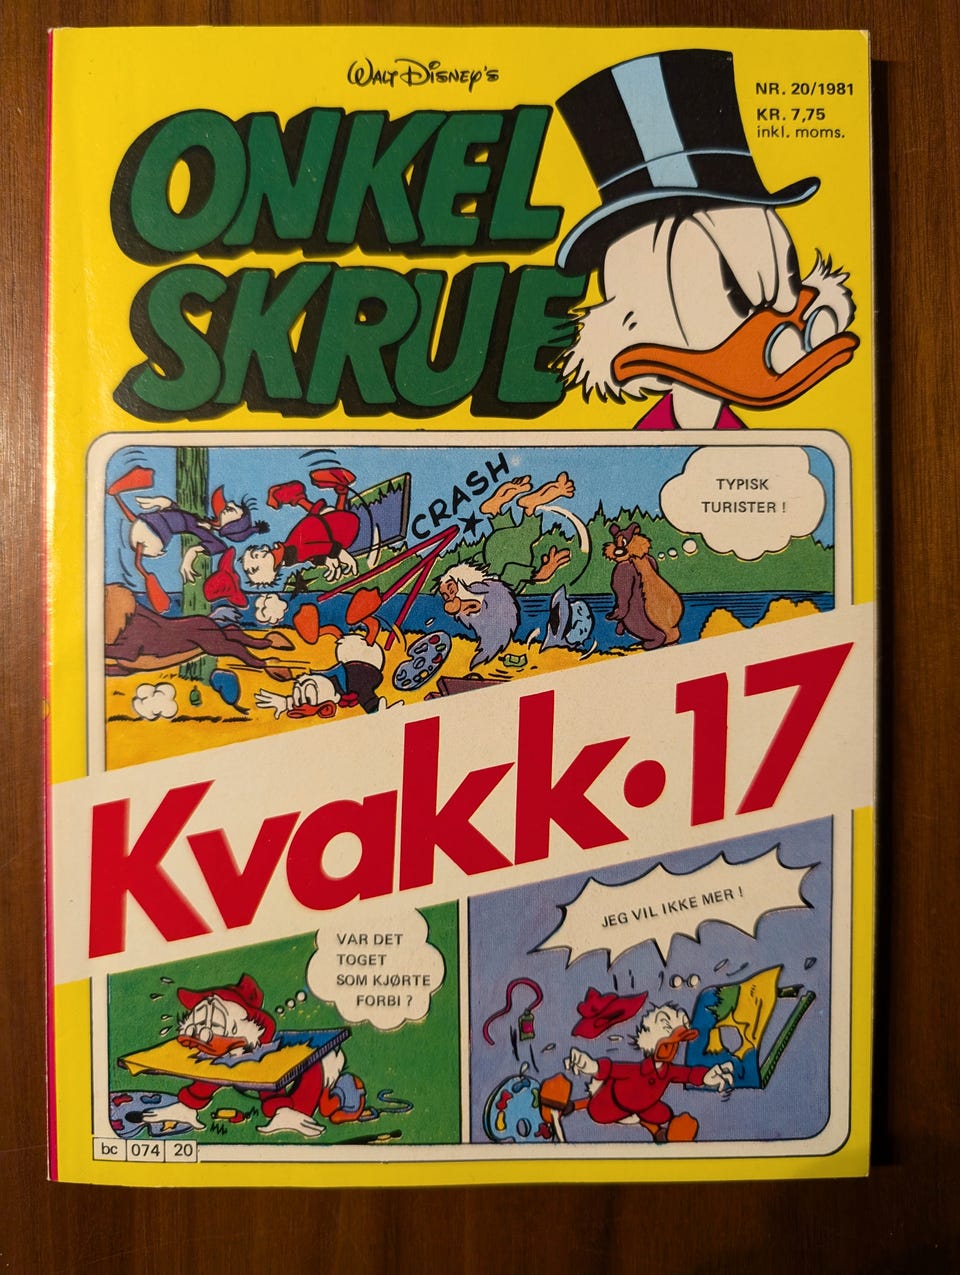 WALT DISNEY'S
ONKEL
SKRUE
NR. 20/1981
KR. 7,75
inkl. moms.
CRASH
TYPISK
TURISTER !
Kvakk•17
VAR DET
TOGET
SOM KJØRTE
FORBI ?
JEG VIL IKKE MER !
bc 074 20